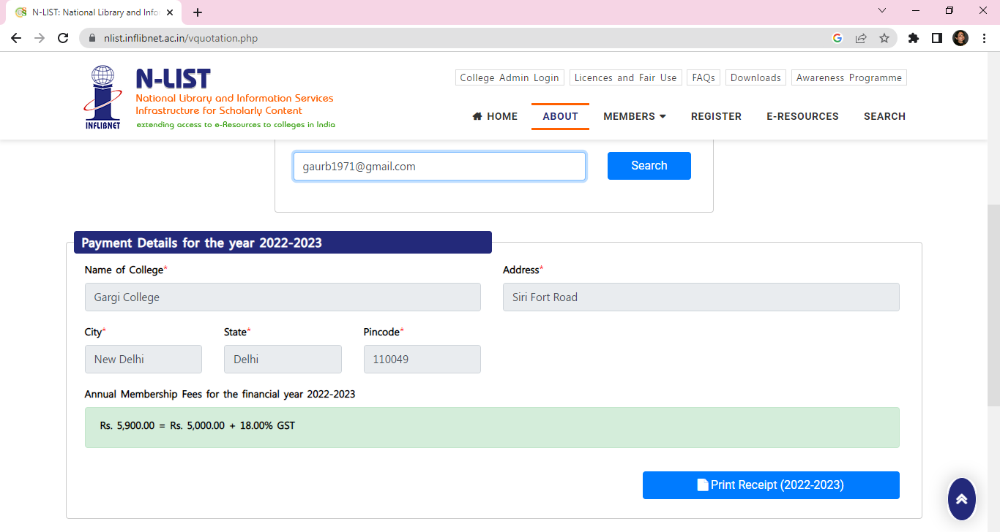 N-LIST: National Library and Info
nlist.inflibnet.ac.in/vquotation.php
INFLIBNET
N-LIST
National Library and Information Services
Infrastructure for Scholarly Content
extending access to e-Resources to colleges in India
College Admin Login
Licences and Fair Use
FAQs
Downloads
Awareness Programme
HOME
ABOUT
MEMBERS
REGISTER
E-RESOURCES
SEARCH
gaurb1971@gmail.com
Search
Payment Details for the year 2022-2023
Name of College*
Address*
Gargi College
Siri Fort Road
City*
State*
Pincode*
New Delhi
Delhi
110049
Annual Membership Fees for the financial year 2022-2023
Rs. 5,900.00 = Rs. 5,000.00 + 18.00% GST
Print Receipt (2022-2023)